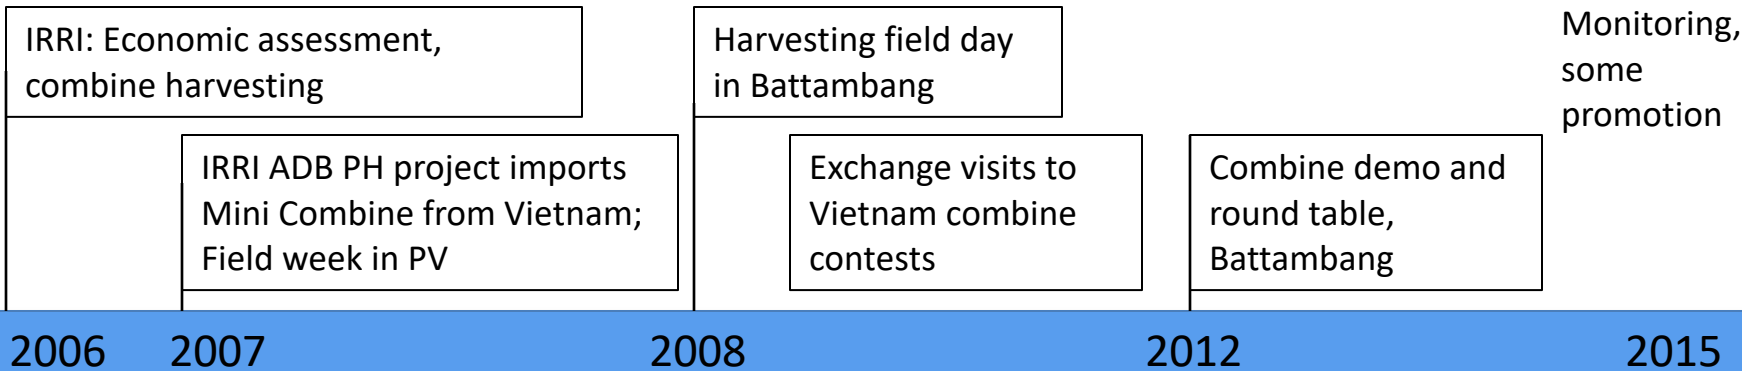 IRRI: Economic assessment,
combine harvesting
Harvesting field day
in Battambang
Monitoring,
some
promotion
IRRI ADB PH project imports
Mini Combine from Vietnam;
Field week in PV
Exchange visits to
Vietnam combine
contests
Combine demo and
round table,
Battambang
2006 2007 2008 2012 2015